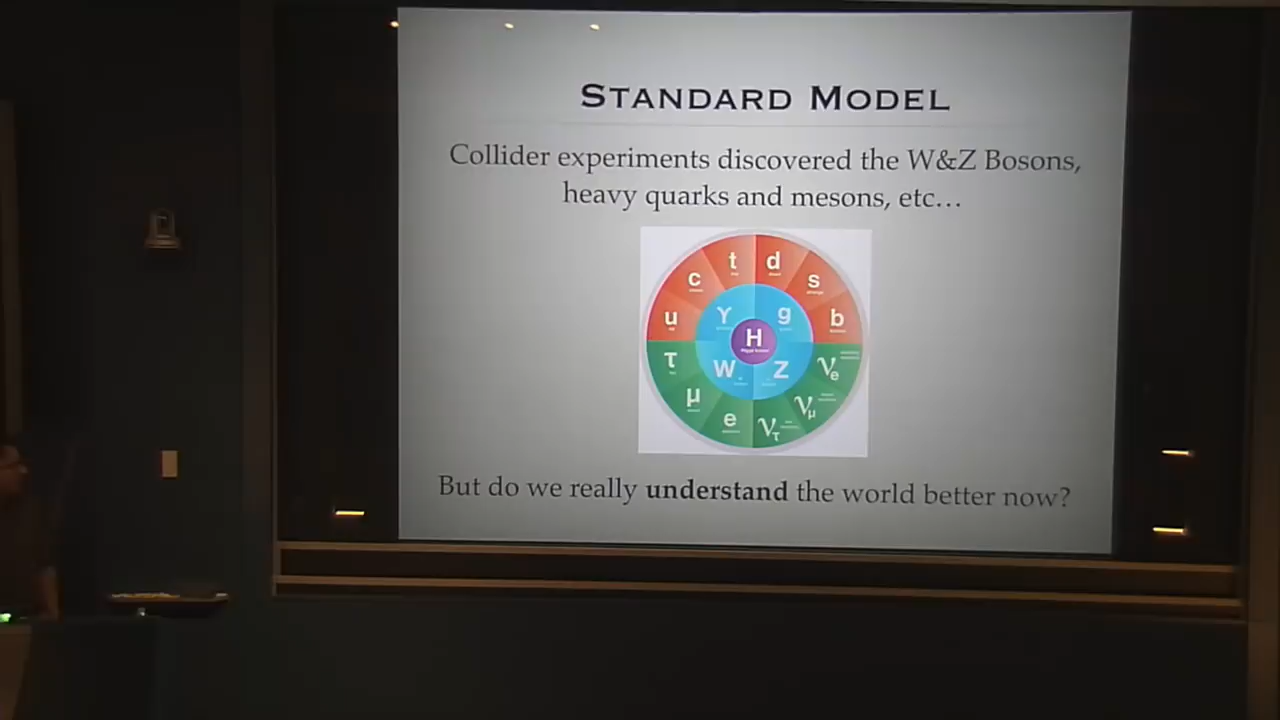 STANDARD MODEL
Collider experiments discovered the W&Z Bosons,
heavy quarks and mesons, etc…
t d
c s
u γ g b
H
τ W Z νe
μ νμ
e ντ
But do we really understand the world better now?